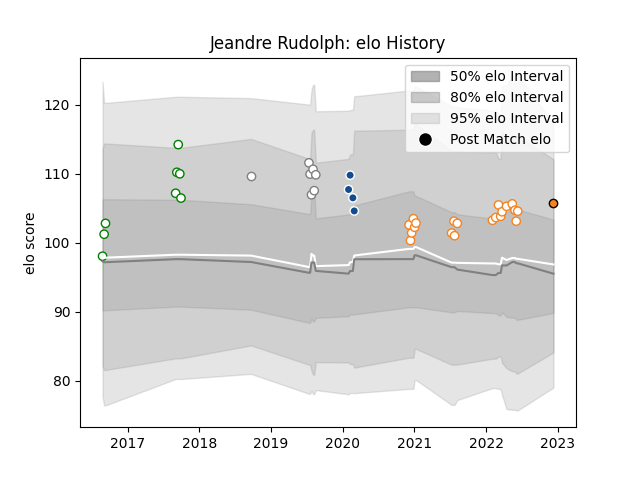 Jeandre Rudolph: elo History
50% elo Interval
80% elo Interval
95% elo Interval
Post Match elo
elo score
120
110
100
90
80
2017 2018 2019 2020 2021 2022 2023